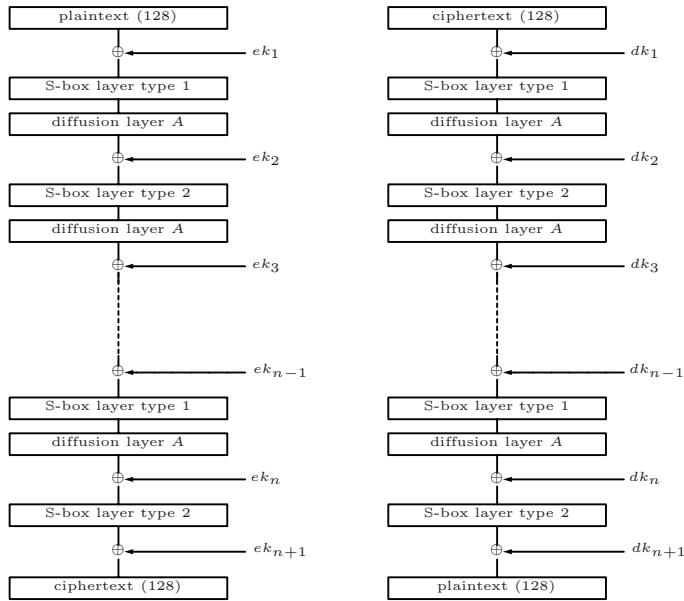 plaintext (128)
⊕ ek₁
S-box layer type 1
diffusion layer A
⊕ ek₂
S-box layer type 2
diffusion layer A
⊕ ek₃
⊕ ekₙ₋₁
S-box layer type 1
diffusion layer A
⊕ ekₙ
S-box layer type 2
⊕ ekₙ₊₁
ciphertext (128)
ciphertext (128)
⊕ dk₁
S-box layer type 1
diffusion layer A
⊕ dk₂
S-box layer type 2
diffusion layer A
⊕ dk₃
⊕ dkₙ₋₁
S-box layer type 1
diffusion layer A
⊕ dkₙ
S-box layer type 2
⊕ dkₙ₊₁
plaintext (128)